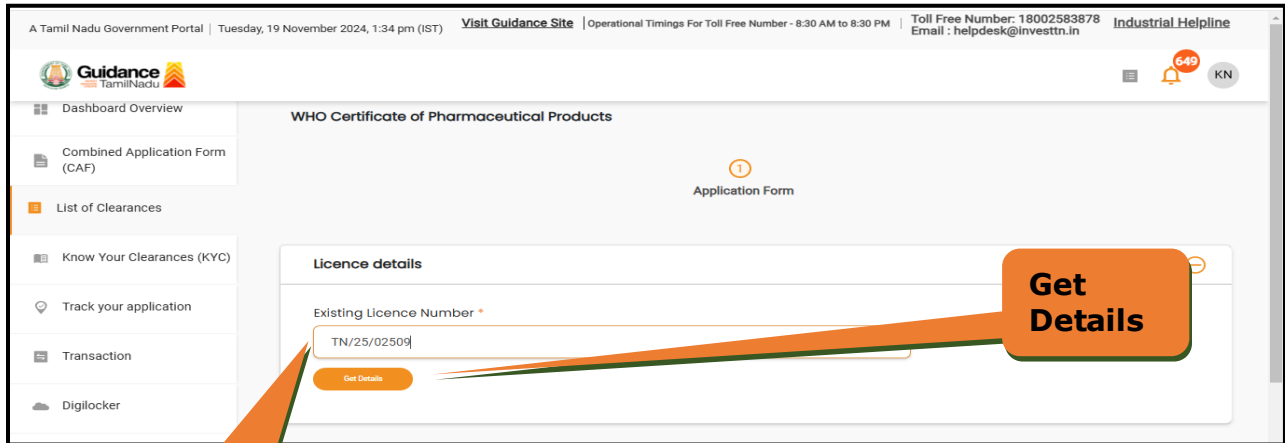 A Tamil Nadu Government Portal | Tuesday, 19 November 2024, 1:34 pm (IST)
Visit Guidance Site | Operational Timings For Toll Free Number - 8:30 AM to 8:30 PM |
Toll Free Number: 18002583878
Email : helpdesk@investtn.in
Industrial Helpline
Guidance
TamilNadu
649
KN
Dashboard Overview
Combined Application Form
(CAF)
List of Clearances
Know Your Clearances (KYC)
Track your application
Transaction
Digilocker
WHO Certificate of Pharmaceutical Products
1
Application Form
Licence details
Existing Licence Number *
TN/25/02509
Get Details
Get
Details